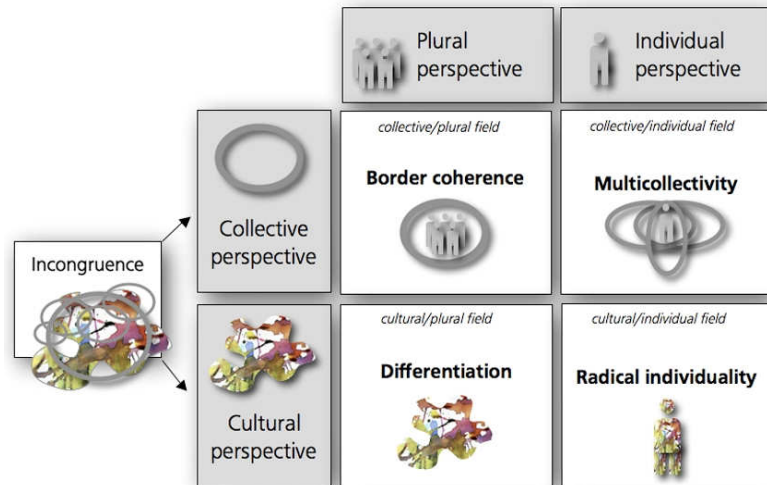 Plural
perspective
Individual
perspective
Collective
perspective
collective/plural field
Border coherence
collective/individual field
Multicollectivity
Incongruence
Cultural
perspective
cultural/plural field
Differentiation
cultural/individual field
Radical individuality